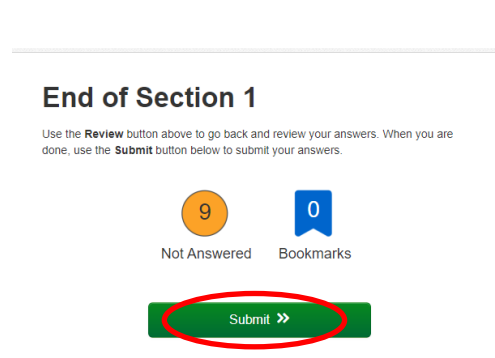 End of Section 1
Use the Review button above to go back and review your answers. When you are
done, use the Submit button below to submit your answers.
9 0
Not Answered Bookmarks
Submit »